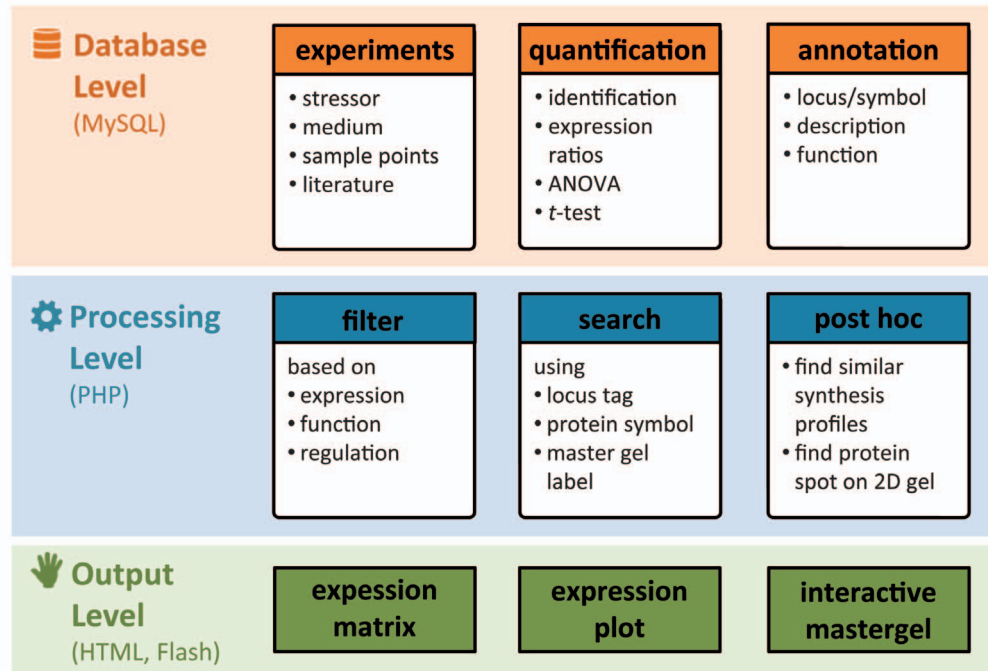 Database
Level
(MySQL)
experiments
• stressor
• medium
• sample points
• literature
quantification
• identification
• expression
ratios
• ANOVA
• t-test
annotation
• locus/symbol
• description
• function
Processing
Level
(PHP)
filter
based on
• expression
• function
• regulation
search
using
• locus tag
• protein symbol
• master gel
label
post hoc
• find similar
synthesis
profiles
• find protein
spot on 2D gel
Output
Level
(HTML, Flash)
expession
matrix
expression
plot
interactive
mastergel